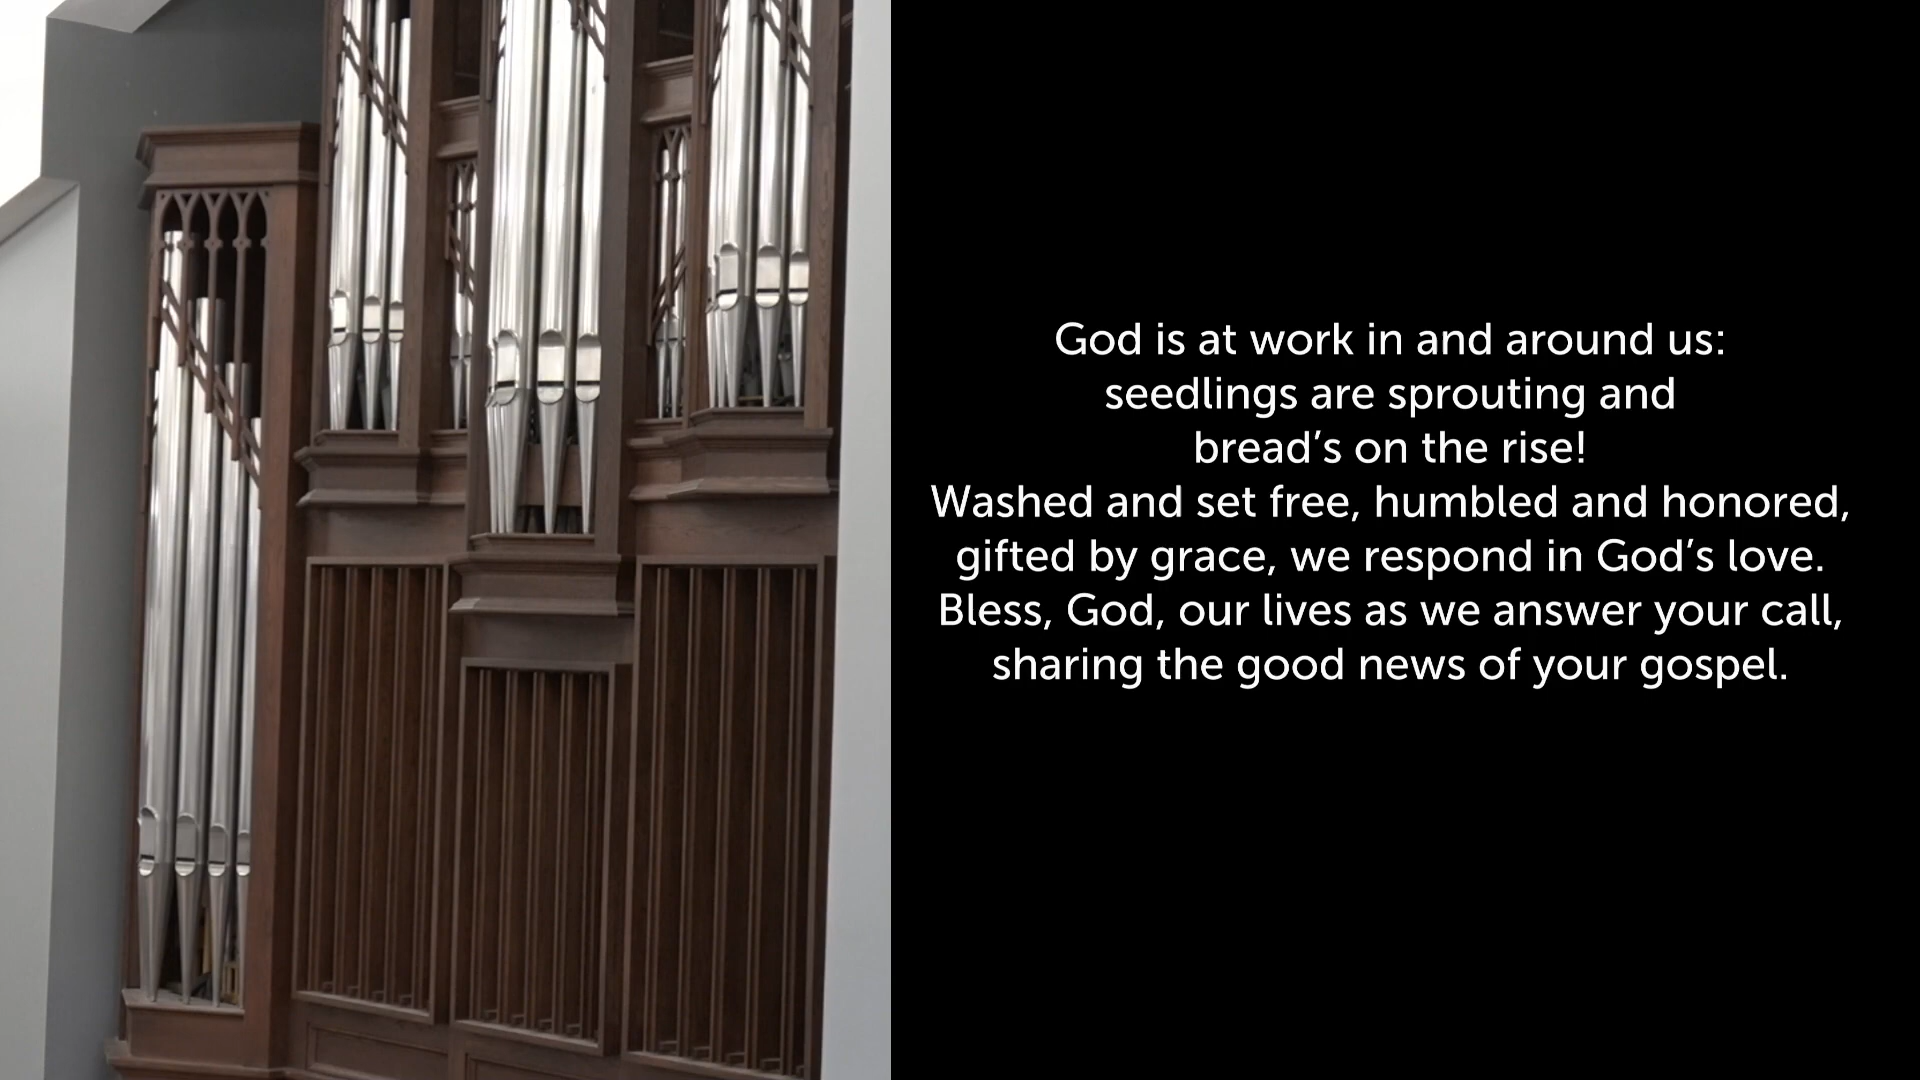 God is at work in and around us:
seedlings are sprouting and
bread’s on the rise!
Washed and set free, humbled and honored,
gifted by grace, we respond in God’s love.
Bless, God, our lives as we answer your call,
sharing the good news of your gospel.